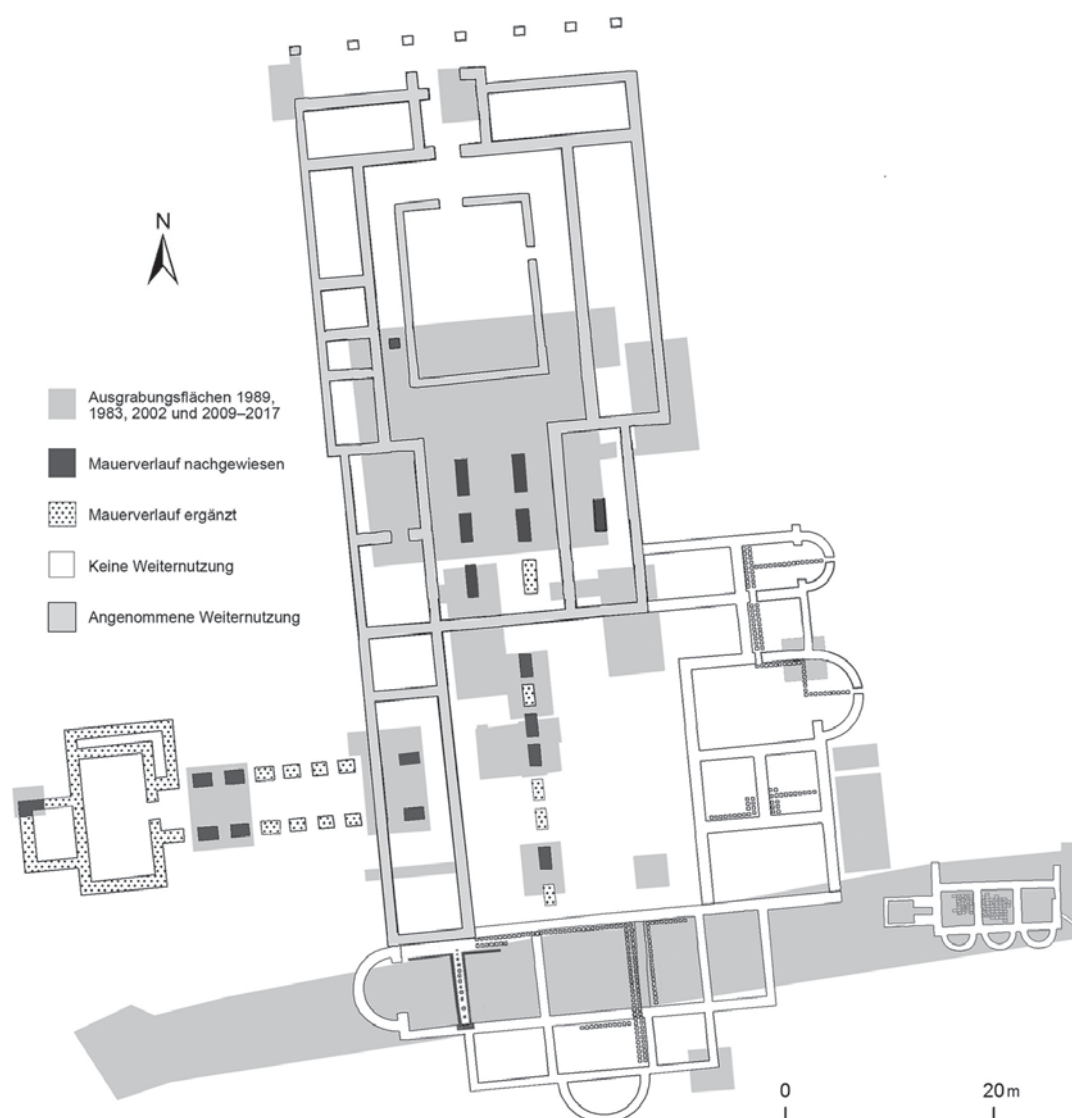 N
Ausgrabungsflächen 1989,
1983, 2002 und 2009–2017
Mauerverlauf nachgewiesen
Mauerverlauf ergänzt
Keine Weiternutzung
Angenommene Weiternutzung
0 20 m